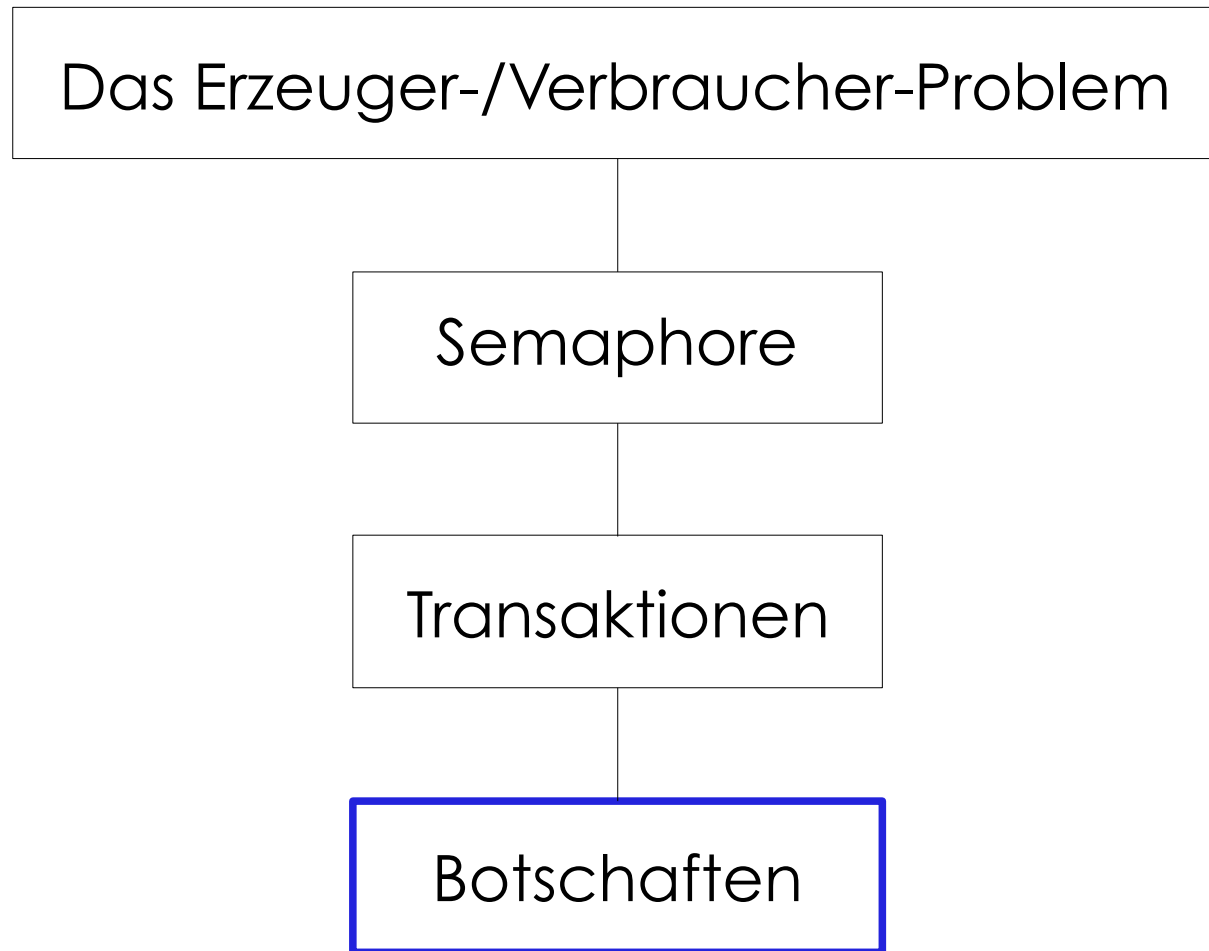 Das Erzeuger-/Verbraucher-Problem
Semaphore
Transaktionen
Botschaften